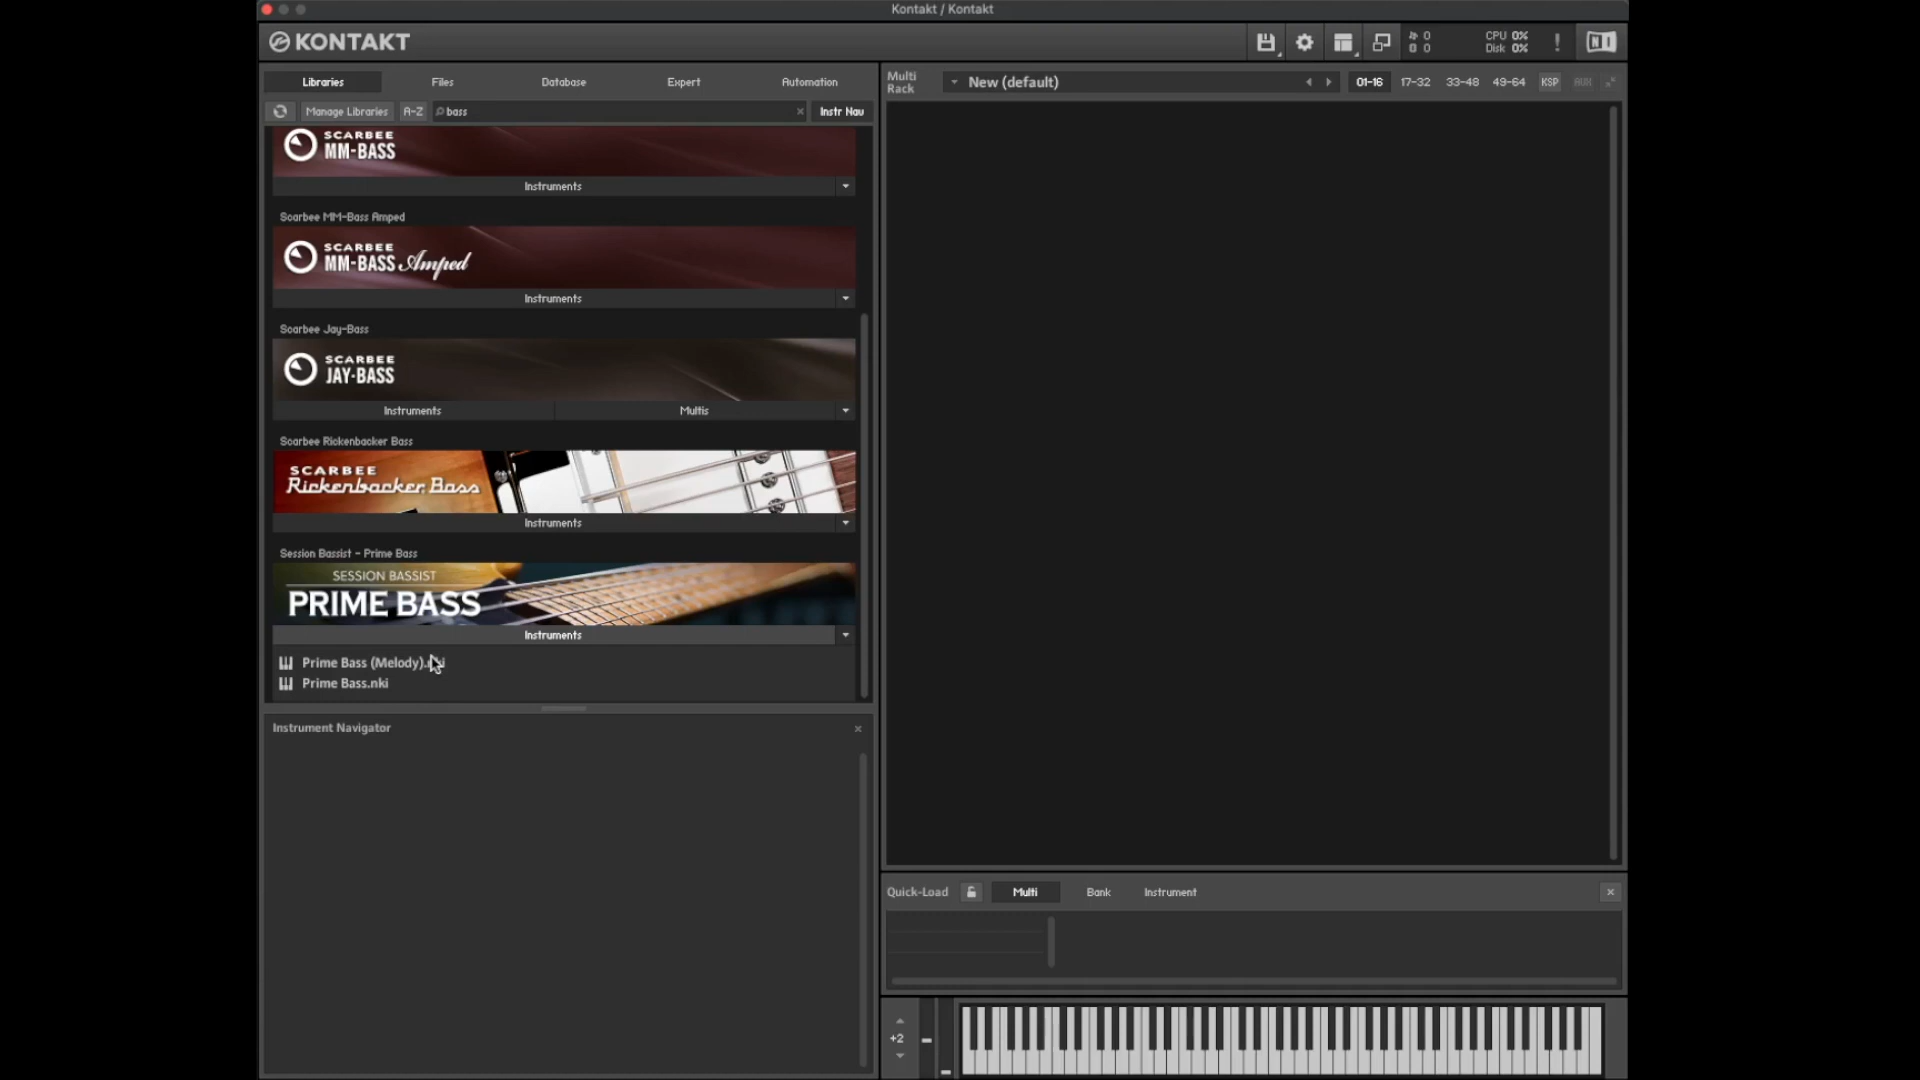 Kontakt / Kontakt
KONTAKT
0
0
CPU 0%
Disk 0%
!
NI
Libraries
Files
Database
Expert
Automation
Manage Libraries
A-Z
bass
×
Instr Nav
Multi
Rack
New (default)
01-16
17-32
33-48
49-64
KSP
AUX
SCARBEE
MM-BASS
Instruments
Scarbee MM-Bass Amped
SCARBEE
MM-BASS Amped
Instruments
Scarbee Jay-Bass
SCARBEE
JAY-BASS
Instruments
Multis
Scarbee Rickenbacker Bass
SCARBEE
Rickenbacker Bass
Instruments
Session Bassist - Prime Bass
SESSION BASSIST
PRIME BASS
Instruments
Prime Bass (Melody).nki
Prime Bass.nki
Instrument Navigator
×
Quick-Load
Multi
Bank
Instrument
×
+2